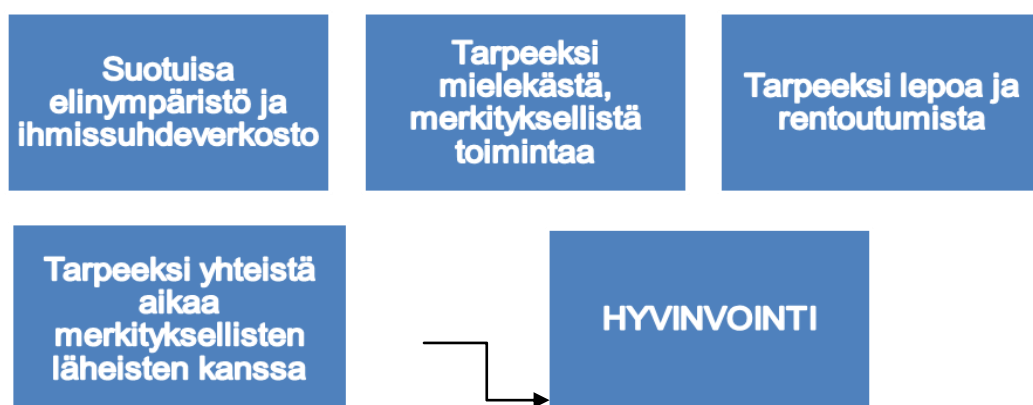 Suotuisa
elinympäristö ja
ihmissuhdeverkosto
Tarpeeksi
mielekästä,
merkityksellistä
toimintaa
Tarpeeksi lepoa ja
rentoutumista
Tarpeeksi yhteistä
aikaa
merkityksellisten
läheisten kanssa
HYVINVOINTI